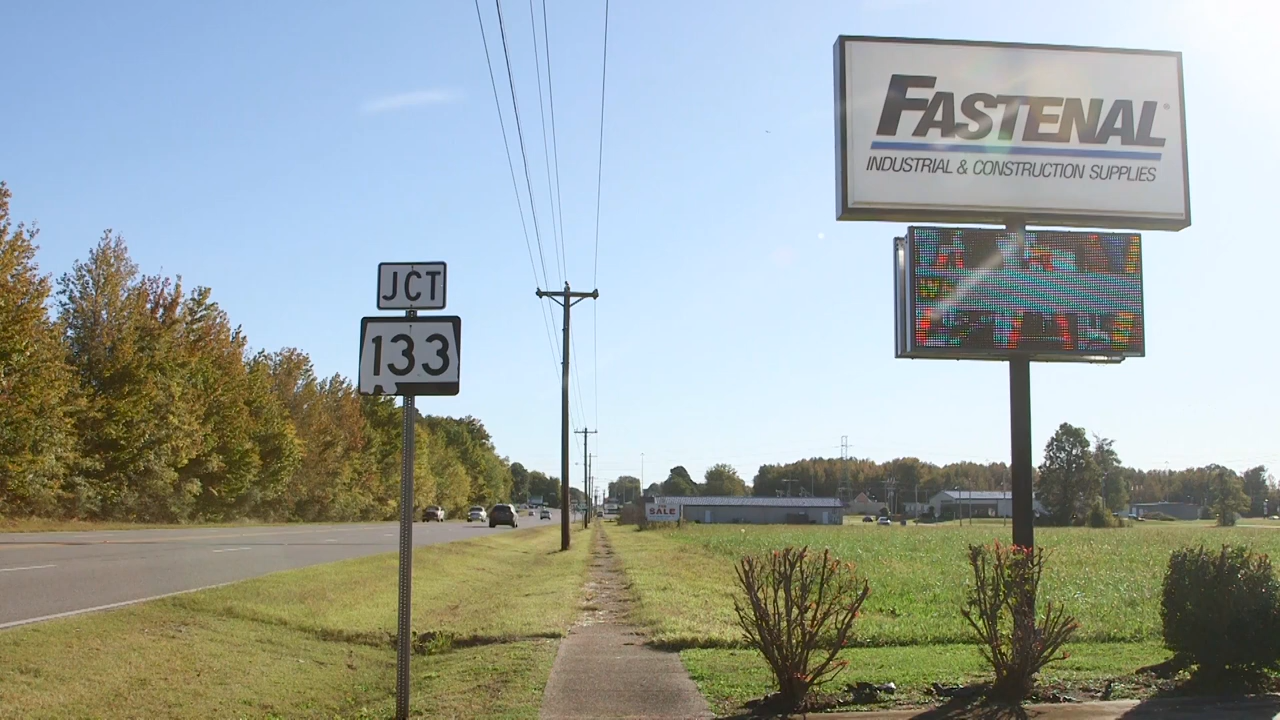 JCT
133
FASTENAL®
INDUSTRIAL & CONSTRUCTION SUPPLIES
SALE